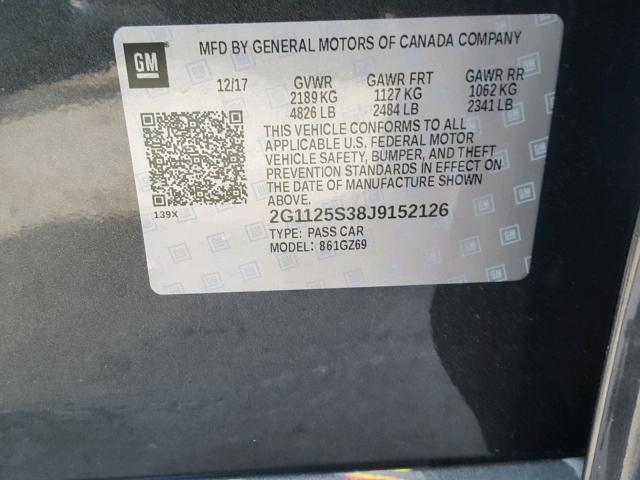 GM
MFD BY GENERAL MOTORS OF CANADA COMPANY
12/17 GVWR GAWR FRT GAWR RR
2189 KG 1127 KG 1062 KG
4826 LB 2484 LB 2341 LB
THIS VEHICLE CONFORMS TO ALL
APPLICABLE U.S. FEDERAL MOTOR
VEHICLE SAFETY, BUMPER, AND THEFT
PREVENTION STANDARDS IN EFFECT ON
THE DATE OF MANUFACTURE SHOWN
ABOVE.
139X
2G1125S38J9152126
TYPE: PASS CAR
MODEL: 861GZ69